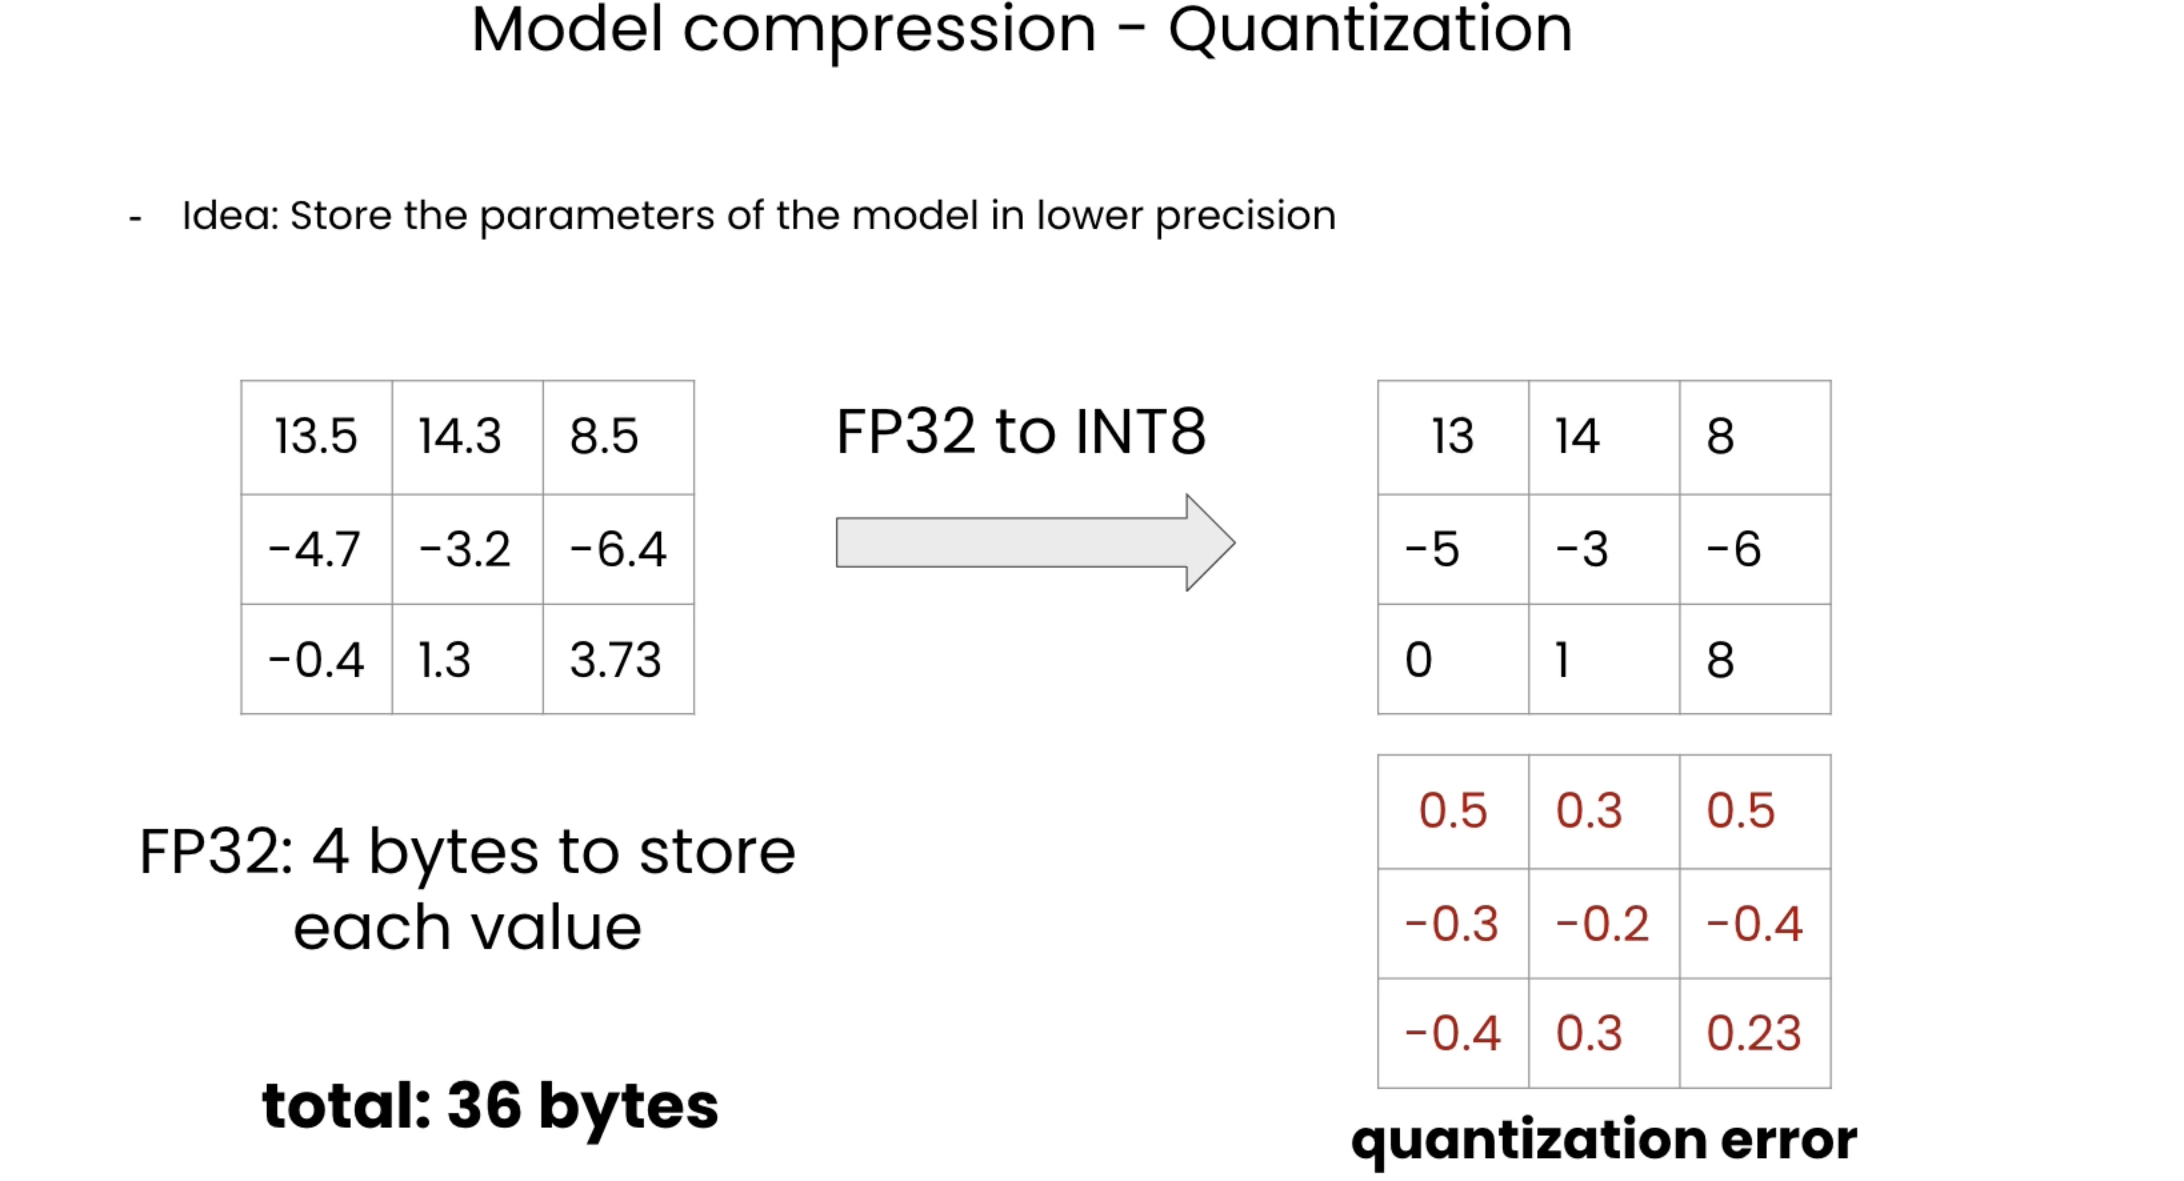 Model compression - Quantization
- Idea: Store the parameters of the model in lower precision
13.5 14.3 8.5
-4.7 -3.2 -6.4
-0.4 1.3 3.73
FP32 to INT8
13 14 8
-5 -3 -6
0 1 8
FP32: 4 bytes to store
each value
total: 36 bytes
0.5 0.3 0.5
-0.3 -0.2 -0.4
-0.4 0.3 0.23
quantization error